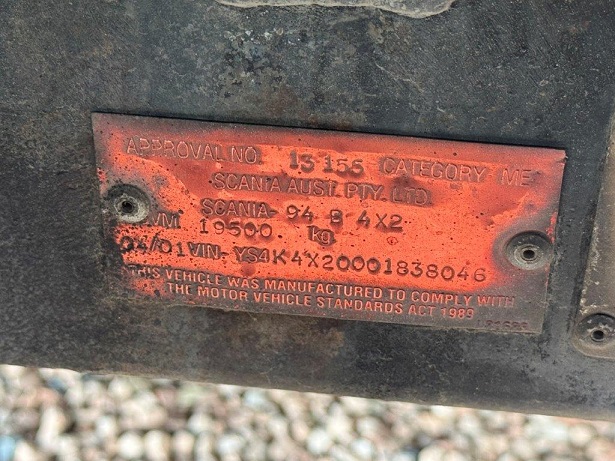 APPROVAL NO. 13155 CATEGORY ME
SCANIA AUST. PTY. LTD.
SCANIA 94 B 4X2
19500 kg
04/01 VIN. YS4K4X20001838046
THIS VEHICLE WAS MANUFACTURED TO COMPLY WITH
THE MOTOR VEHICLE STANDARDS ACT 1989